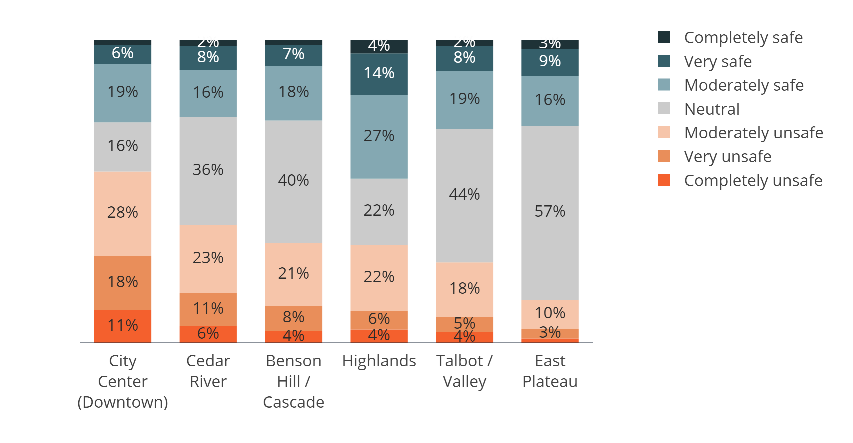 2%
4%
2%
3%
Completely safe
6%
8%
7%
14%
8%
9%
Very safe
19%
16%
18%
27%
19%
16%
Moderately safe
16%
36%
40%
22%
44%
57%
Neutral
28%
23%
21%
22%
18%
10%
Moderately unsafe
18%
11%
8%
6%
5%
3%
Very unsafe
11%
6%
4%
4%
4%
Completely unsafe
City
Center
(Downtown)
Cedar
River
Benson
Hill /
Cascade
Highlands
Talbot /
Valley
East
Plateau